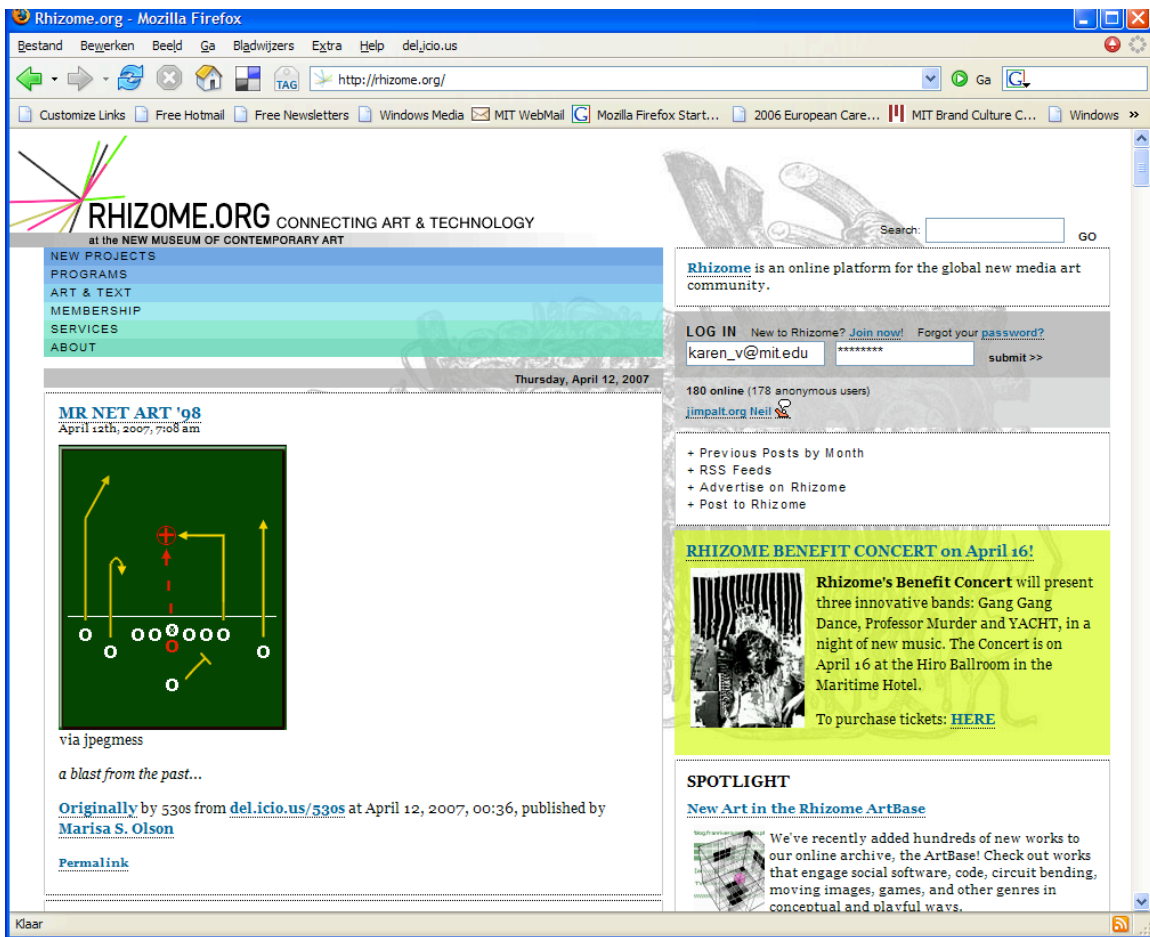 Rhizome.org - Mozilla Firefox
Bestand Bewerken Beeld Ga Bladwijzers Extra Help del.icio.us
TAG http://rhizome.org/ Ga G
Customize Links Free Hotmail Free Newsletters Windows Media MIT WebMail G Mozilla Firefox Start... 2006 European Care... MIT Brand Culture C... Windows »
RHIZOME.ORG CONNECTING ART & TECHNOLOGY
at the NEW MUSEUM OF CONTEMPORARY ART
Search: GO
NEW PROJECTS
PROGRAMS
ART & TEXT
MEMBERSHIP
SERVICES
ABOUT
Thursday, April 12, 2007
MR NET ART '98
April 12th, 2007, 7:08 am
O OOOOOOO O
O O O
O
via jpegmess
a blast from the past...
Originally by 530s from del.icio.us/530s at April 12, 2007, 00:36, published by
Marisa S. Olson
Permalink
Rhizome is an online platform for the global new media art
community.
LOG IN New to Rhizome? Join now! Forgot your password?
karen_v@mit.edu ******** submit >>
180 online (178 anonymous users)
jimpalt.org Neil
+ Previous Posts by Month
+ RSS Feeds
+ Advertise on Rhizome
+ Post to Rhizome
RHIZOME BENEFIT CONCERT on April 16!
Rhizome's Benefit Concert will present
three innovative bands: Gang Gang
Dance, Professor Murder and YACHT, in a
night of new music. The Concert is on
April 16 at the Hiro Ballroom in the
Maritime Hotel.
To purchase tickets: HERE
SPOTLIGHT
New Art in the Rhizome ArtBase
We've recently added hundreds of new works to
our online archive, the ArtBase! Check out works
that engage social software, code, circuit bending,
moving images, games, and other genres in
conceptual and playful ways.
Klaar